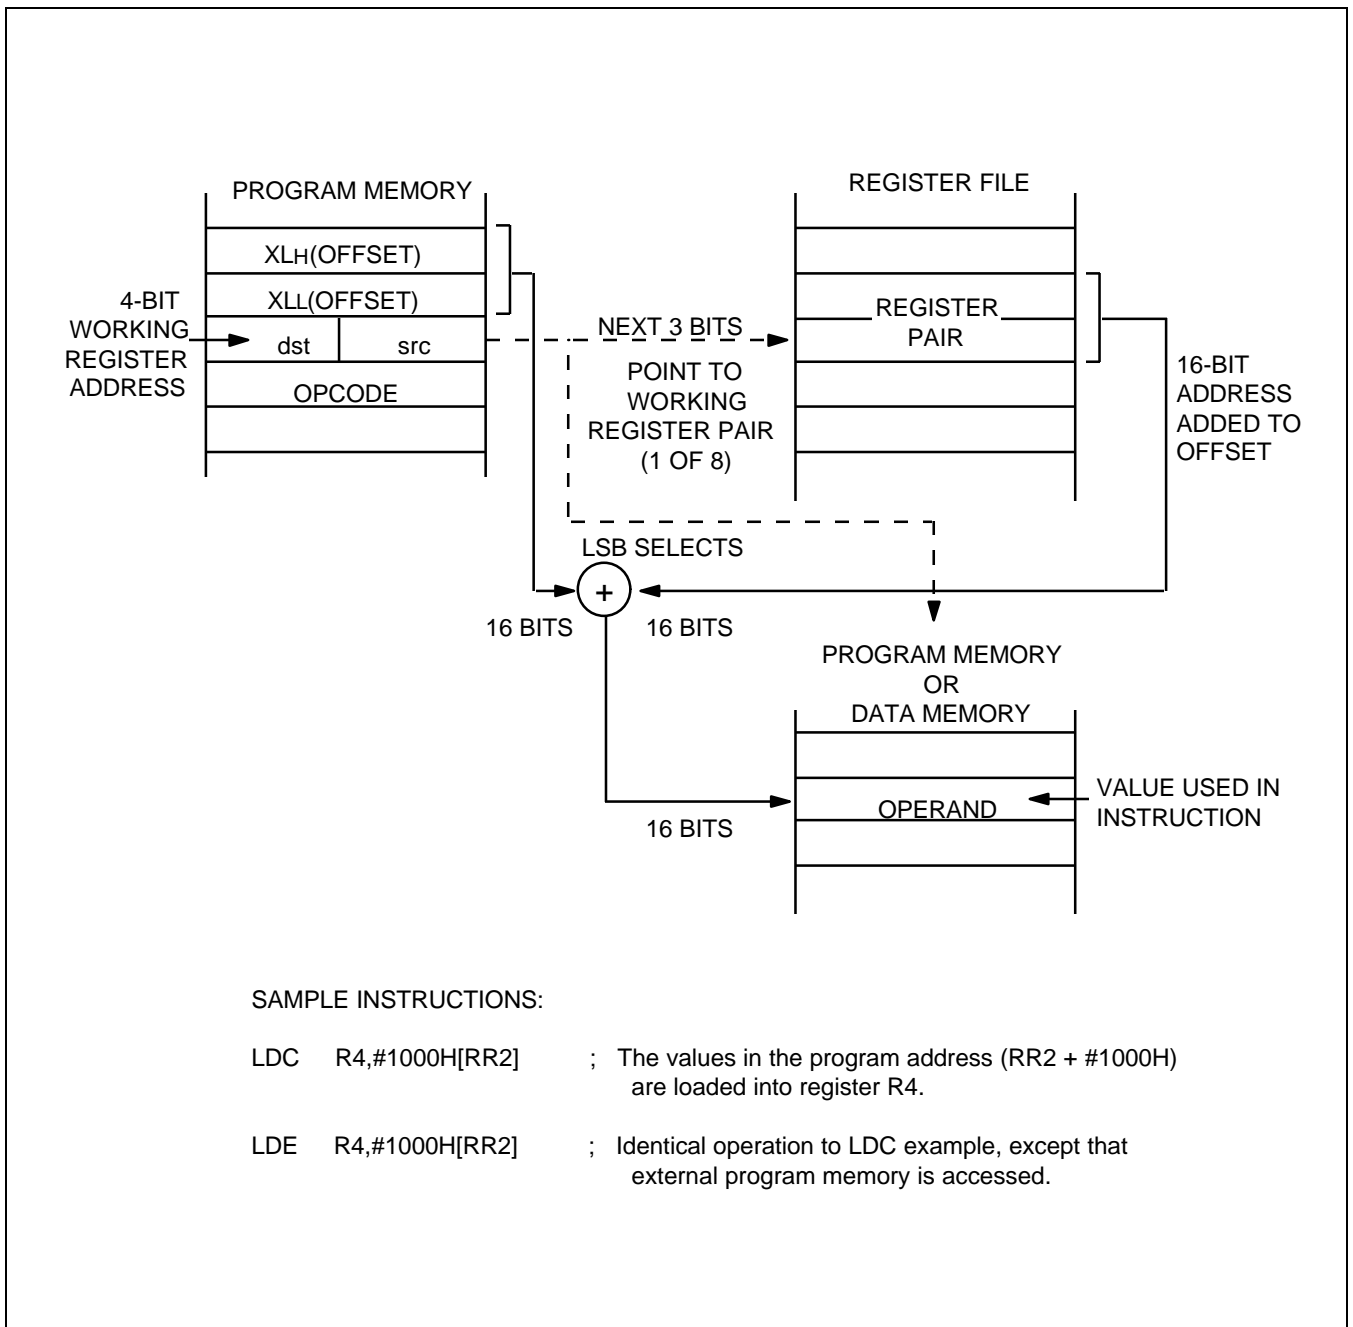 PROGRAM MEMORY
REGISTER FILE
XLH(OFFSET)
XLL(OFFSET)
4-BIT
WORKING
REGISTER
ADDRESS
dst
src
OPCODE
NEXT 3 BITS
POINT TO
WORKING
REGISTER PAIR
(1 OF 8)
REGISTER
PAIR
16-BIT
ADDRESS
ADDED TO
OFFSET
LSB SELECTS
+
16 BITS
16 BITS
PROGRAM MEMORY
OR
DATA MEMORY
OPERAND
VALUE USED IN
INSTRUCTION
16 BITS
SAMPLE INSTRUCTIONS:
LDC R4,#1000H[RR2] ; The values in the program address (RR2 + #1000H)
are loaded into register R4.
LDE R4,#1000H[RR2] ; Identical operation to LDC example, except that
external program memory is accessed.